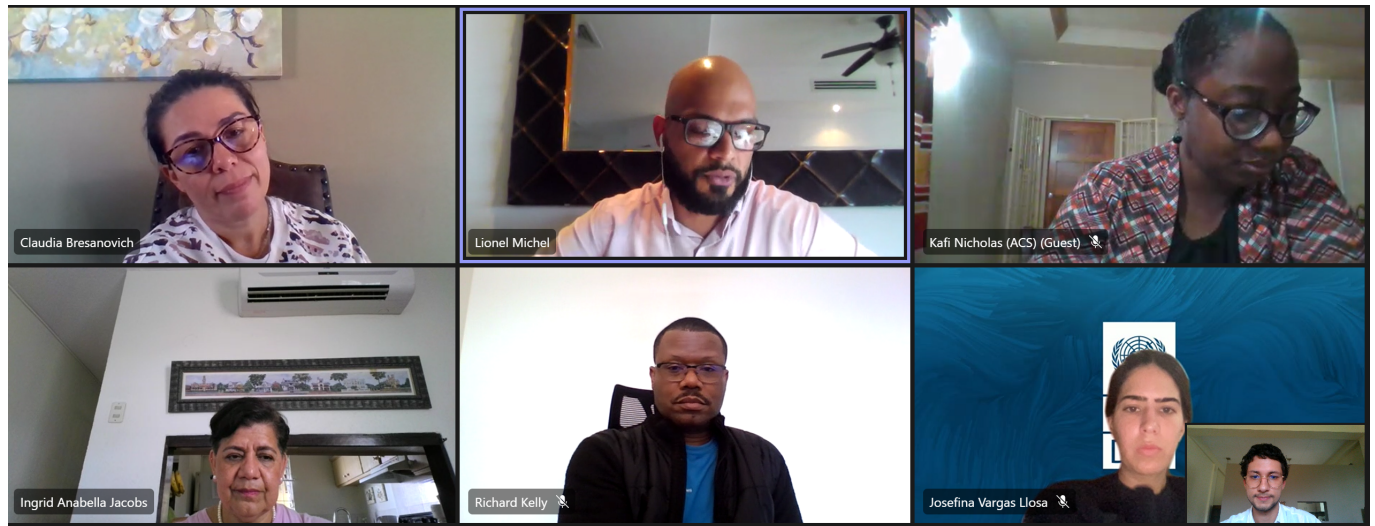 Claudia Bresanovich
Lionel Michel
Kafi Nicholas (ACS) (Guest)
Ingrid Anabella Jacobs
Richard Kelly
Josefina Vargas Llosa